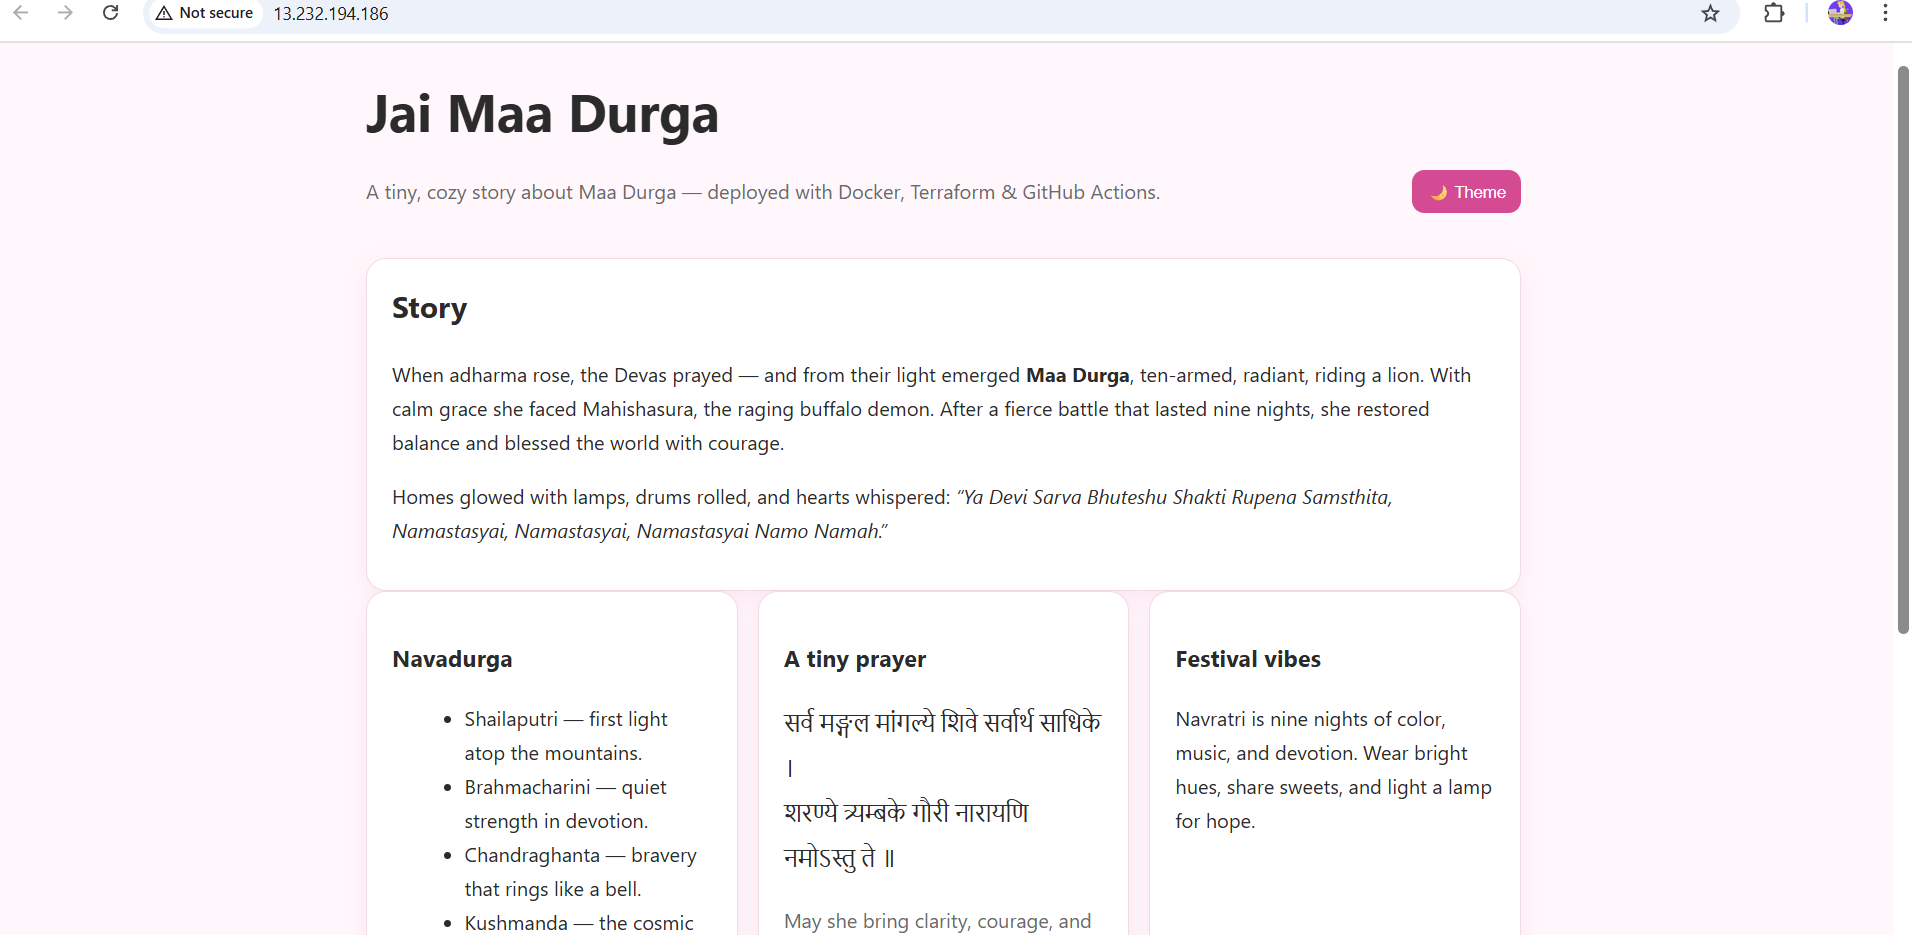 Not secure 13.232.194.186
Jai Maa Durga
A tiny, cozy story about Maa Durga — deployed with Docker, Terraform & GitHub Actions.
🌙 Theme
Story
When adharma rose, the Devas prayed — and from their light emerged Maa Durga, ten-armed, radiant, riding a lion. With
calm grace she faced Mahishasura, the raging buffalo demon. After a fierce battle that lasted nine nights, she restored
balance and blessed the world with courage.
Homes glowed with lamps, drums rolled, and hearts whispered: “Ya Devi Sarva Bhuteshu Shakti Rupena Samsthita,
Namastasyai, Namastasyai, Namastasyai Namo Namah.”
Navadurga
• Shailaputri — first light
atop the mountains.
• Brahmacharini — quiet
strength in devotion.
• Chandraghanta — bravery
that rings like a bell.
• Kushmanda — the cosmic
A tiny prayer
सर्व मङ्गल मांगल्ये शिवे सर्वार्थ साधिके
।
शरण्ये त्र्यम्बके गौरी नारायणि
नमोऽस्तु ते ॥
May she bring clarity, courage, and
Festival vibes
Navratri is nine nights of color,
music, and devotion. Wear bright
hues, share sweets, and light a lamp
for hope.